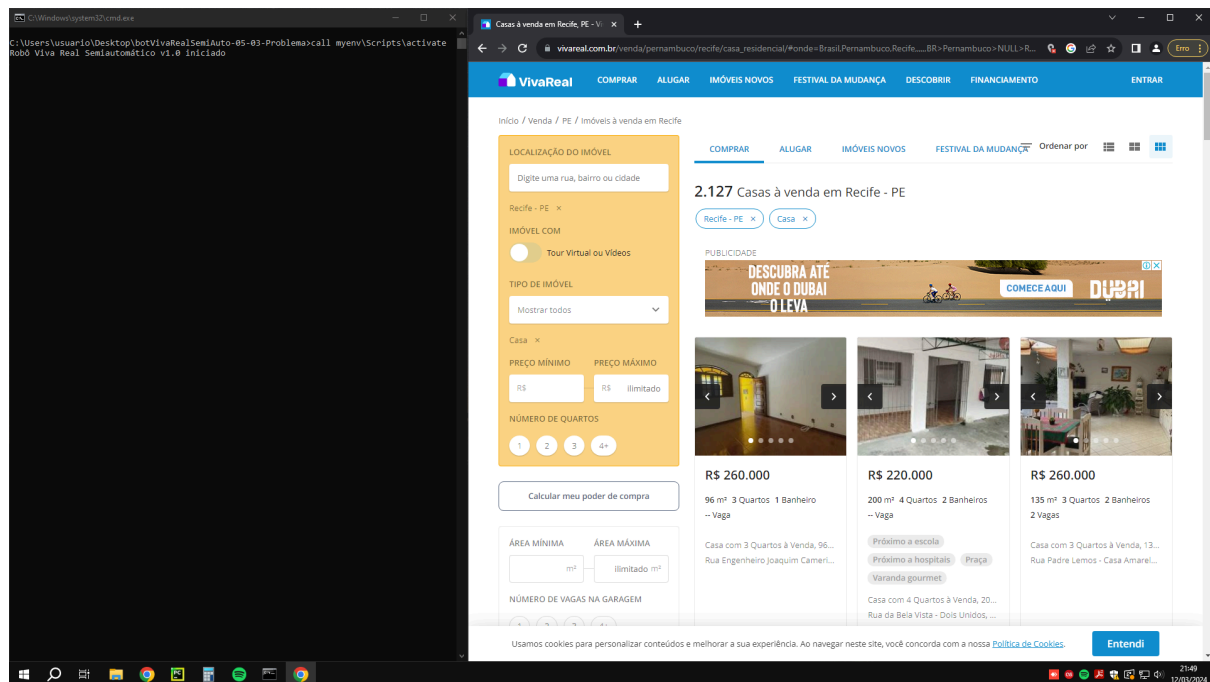 C:\Windows\system32\cmd.exe
C:\Users\usuario\Desktop\botVivaRealSemiAuto-05-03-Problema>call myenv\Scripts\activate
Robô Viva Real Semiautomático v1.0 iniciado
Casas à venda em Recife, PE - Vi
vivareal.com.br/venda/pernambuco/recife/casa_residencial/#onde=Brasil,Pernambuco,Recife,,,,,BR>Pernambuco>NULL>R...
Erro
VivaReal COMPRAR ALUGAR IMÓVEIS NOVOS FESTIVAL DA MUDANÇA DESCOBRIR FINANCIAMENTO ENTRAR
Início / Venda / PE / Imóveis à venda em Recife
LOCALIZAÇÃO DO IMÓVEL
Digite uma rua, bairro ou cidade
Recife - PE ×
IMÓVEL COM
Tour Virtual ou Vídeos
TIPO DE IMÓVEL
Mostrar todos
Casa ×
PREÇO MÍNIMO PREÇO MÁXIMO
R$ R$ ilimitado
NÚMERO DE QUARTOS
1 2 3 4+
Calcular meu poder de compra
ÁREA MÍNIMA ÁREA MÁXIMA
m² ilimitado m²
NÚMERO DE VAGAS NA GARAGEM
1 2 3 4+
COMPRAR ALUGAR IMÓVEIS NOVOS FESTIVAL DA MUDANÇA Ordenar por
2.127 Casas à venda em Recife - PE
Recife - PE × Casa ×
PUBLICIDADE
DESCUBRA ATÉ
ONDE O DUBAI
O LEVA
COMECE AQUI
DUBAI
R$ 260.000
96 m² 3 Quartos 1 Banheiro
-- Vaga
Casa com 3 Quartos à Venda, 96...
Rua Engenheiro Joaquim Cameri...
R$ 220.000
200 m² 4 Quartos 2 Banheiros
-- Vaga
Próximo a escola
Próximo a hospitais Praça
Varanda gourmet
Casa com 4 Quartos à Venda, 20...
Rua da Bela Vista - Dois Unidos, ...
R$ 260.000
135 m² 3 Quartos 2 Banheiros
2 Vagas
Casa com 3 Quartos à Venda, 13...
Rua Padre Lemos - Casa Amarel...
Usamos cookies para personalizar conteúdos e melhorar a sua experiência. Ao navegar neste site, você concorda com a nossa Política de Cookies.
Entendi
21:49
12/03/2024